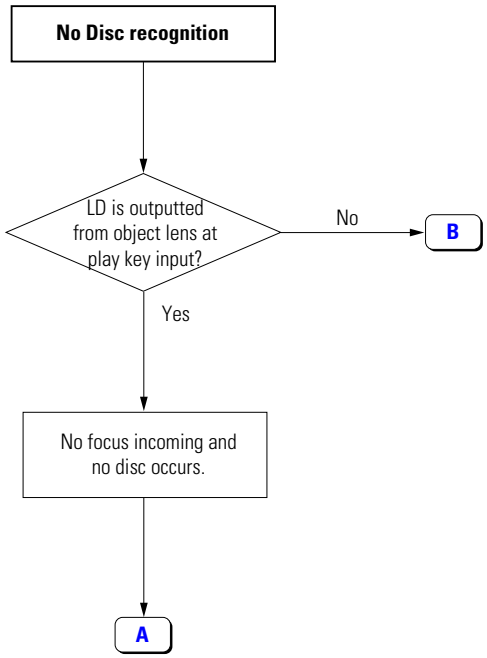 No Disc recognition
LD is outputted
from object lens at
play key input?
No
B
Yes
No focus incoming and
no disc occurs.
A